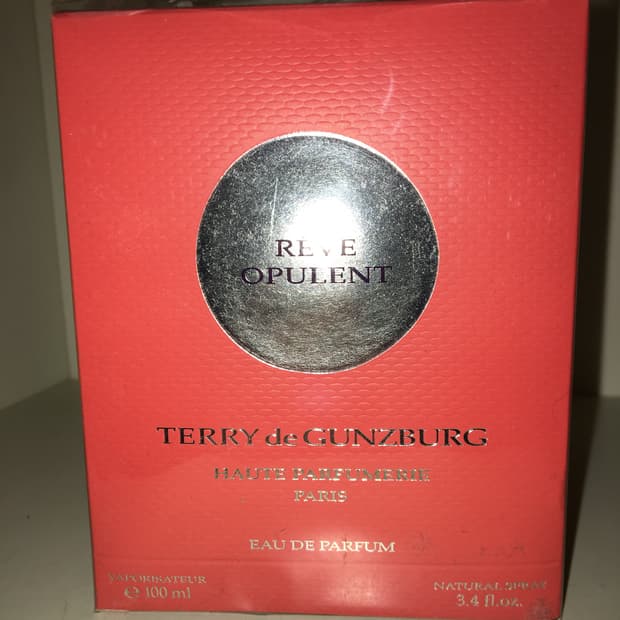 RÊVE
OPULENT
TERRY de GUNZBURG
HAUTE PARFUMERIE
PARIS
EAU DE PARFUM
VAPORISATEUR
℮ 100 ml
NATURAL SPRAY
3.4 fl.oz.